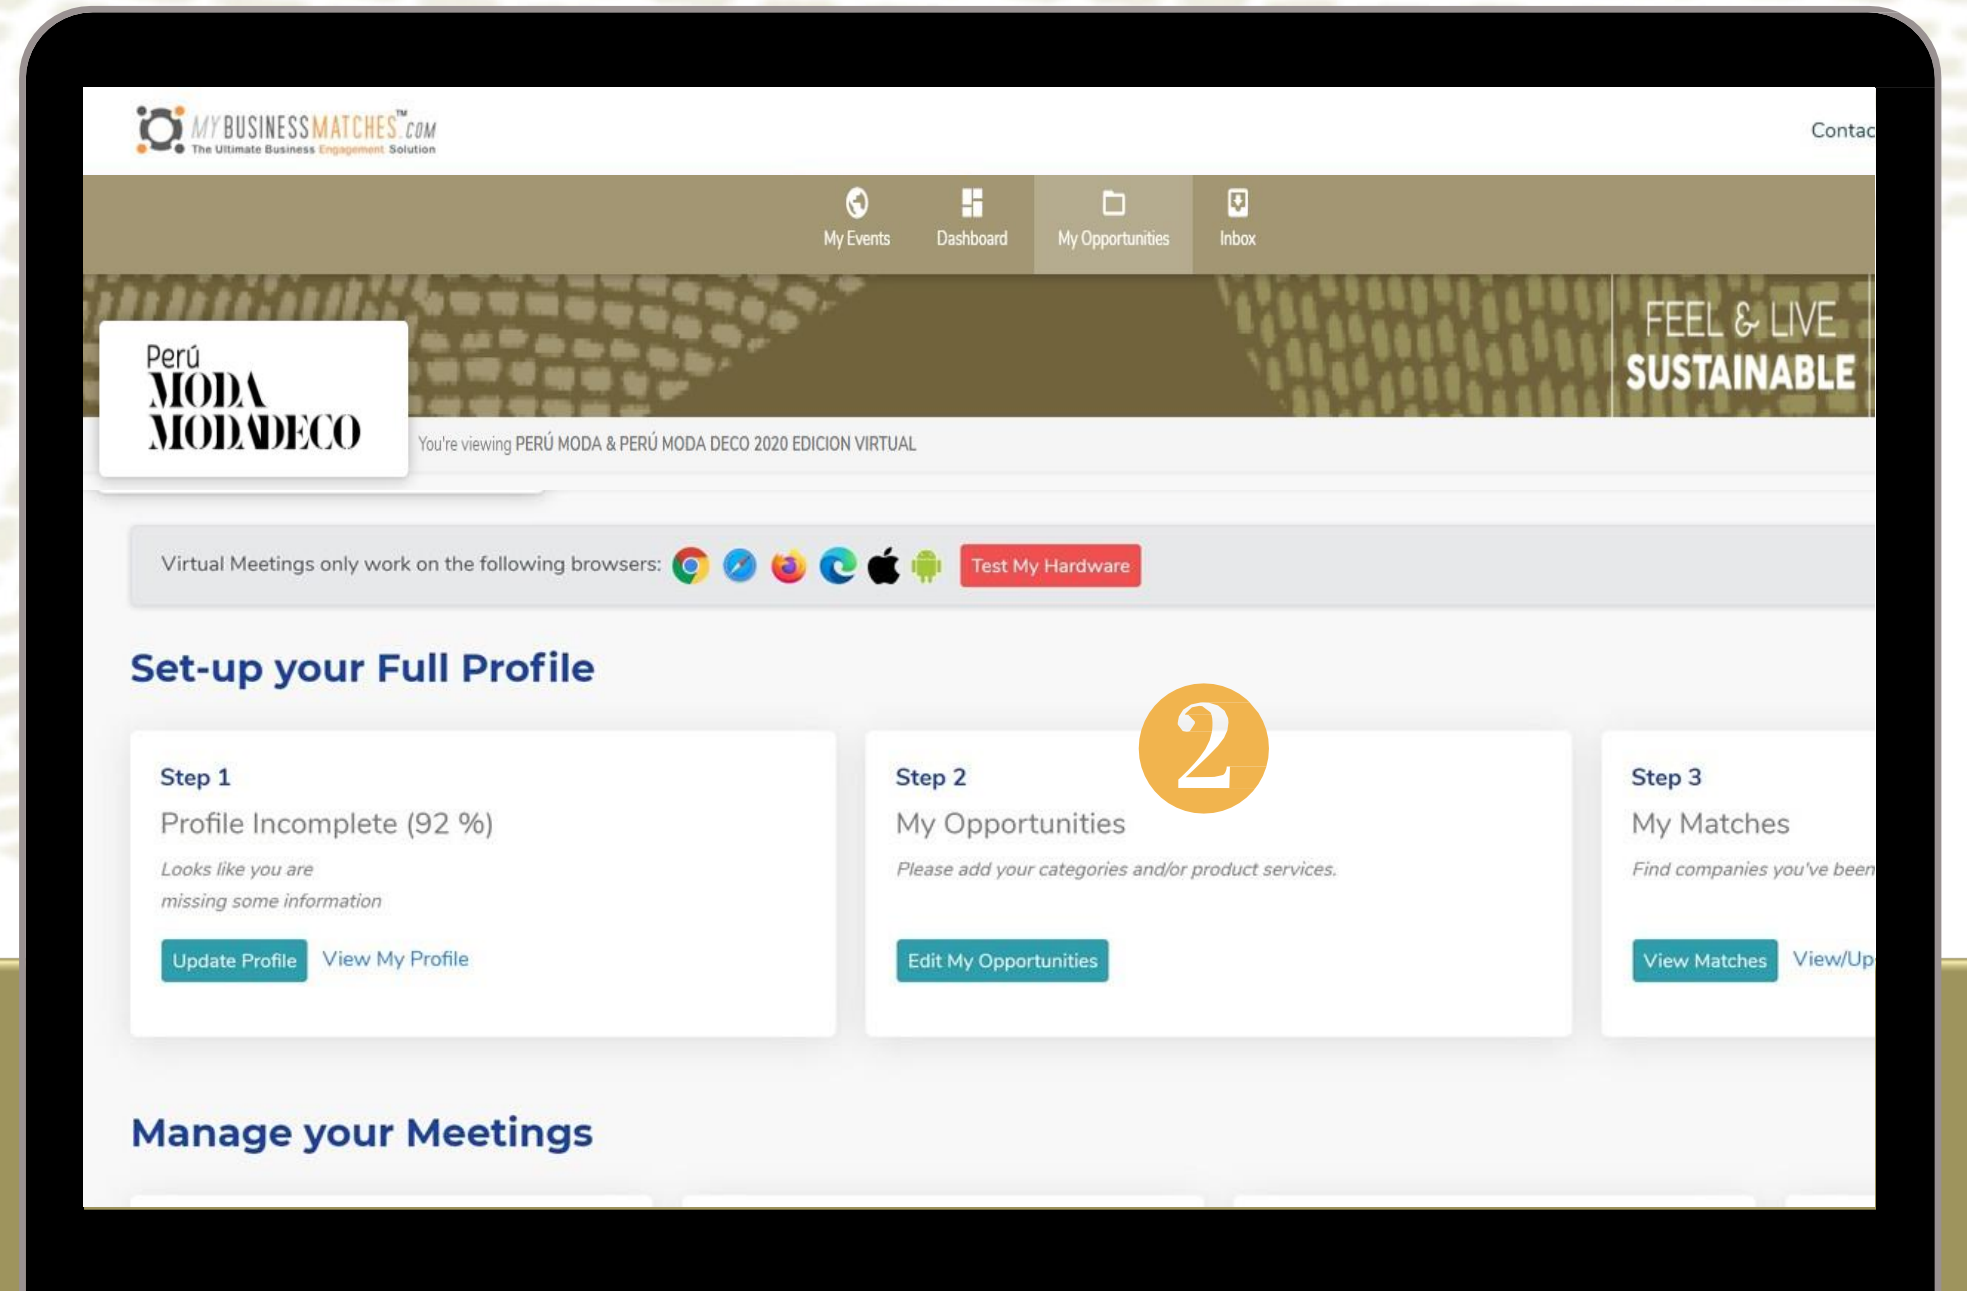 MYBUSINESSMATCHES.COM™
The Ultimate Business Engagement Solution
Contac
My Events
Dashboard
My Opportunities
Inbox
FEEL & LIVE
SUSTAINABLE
Perú
MODA
MODADECO
You're viewing PERÚ MODA & PERÚ MODA DECO 2020 EDICION VIRTUAL
Virtual Meetings only work on the following browsers:
Test My Hardware
Set-up your Full Profile
2
Step 1
Profile Incomplete (92 %)
Looks like you are
missing some information
Update Profile
View My Profile
Step 2
My Opportunities
Please add your categories and/or product services.
Edit My Opportunities
Step 3
My Matches
Find companies you've been
View Matches
View/Up
Manage your Meetings